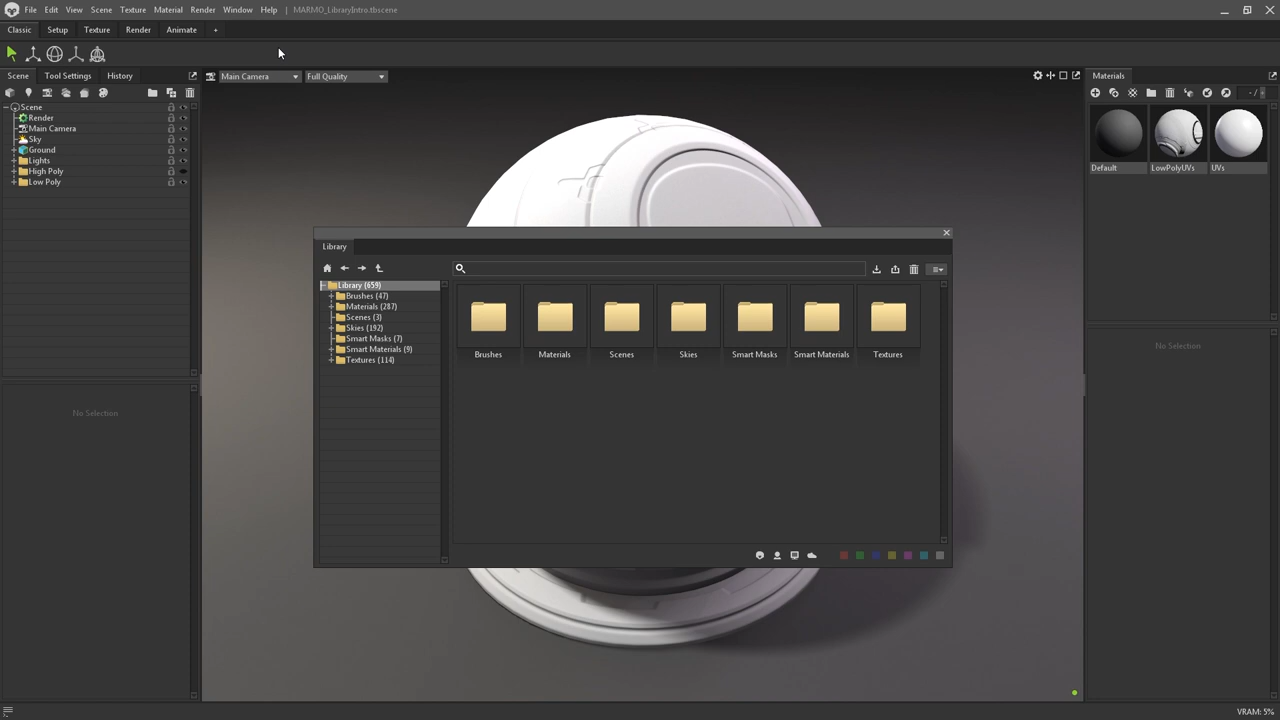 File Edit View Scene Texture Material Render Window Help | MARMO_LibraryIntro.tbscene
Classic Setup Texture Render Animate +
Scene Tool Settings History
Main Camera Full Quality
Materials
Scene
Render
Main Camera
Sky
Ground
Lights
High Poly
Low Poly
No Selection
Library
Library (659)
Brushes (47)
Materials (287)
Scenes (3)
Skies (192)
Smart Masks (7)
Smart Materials (9)
Textures (114)
Brushes Materials Scenes Skies Smart Masks Smart Materials Textures
- /
Default LowPolyUVs UVs
No Selection
VRAM: 5%